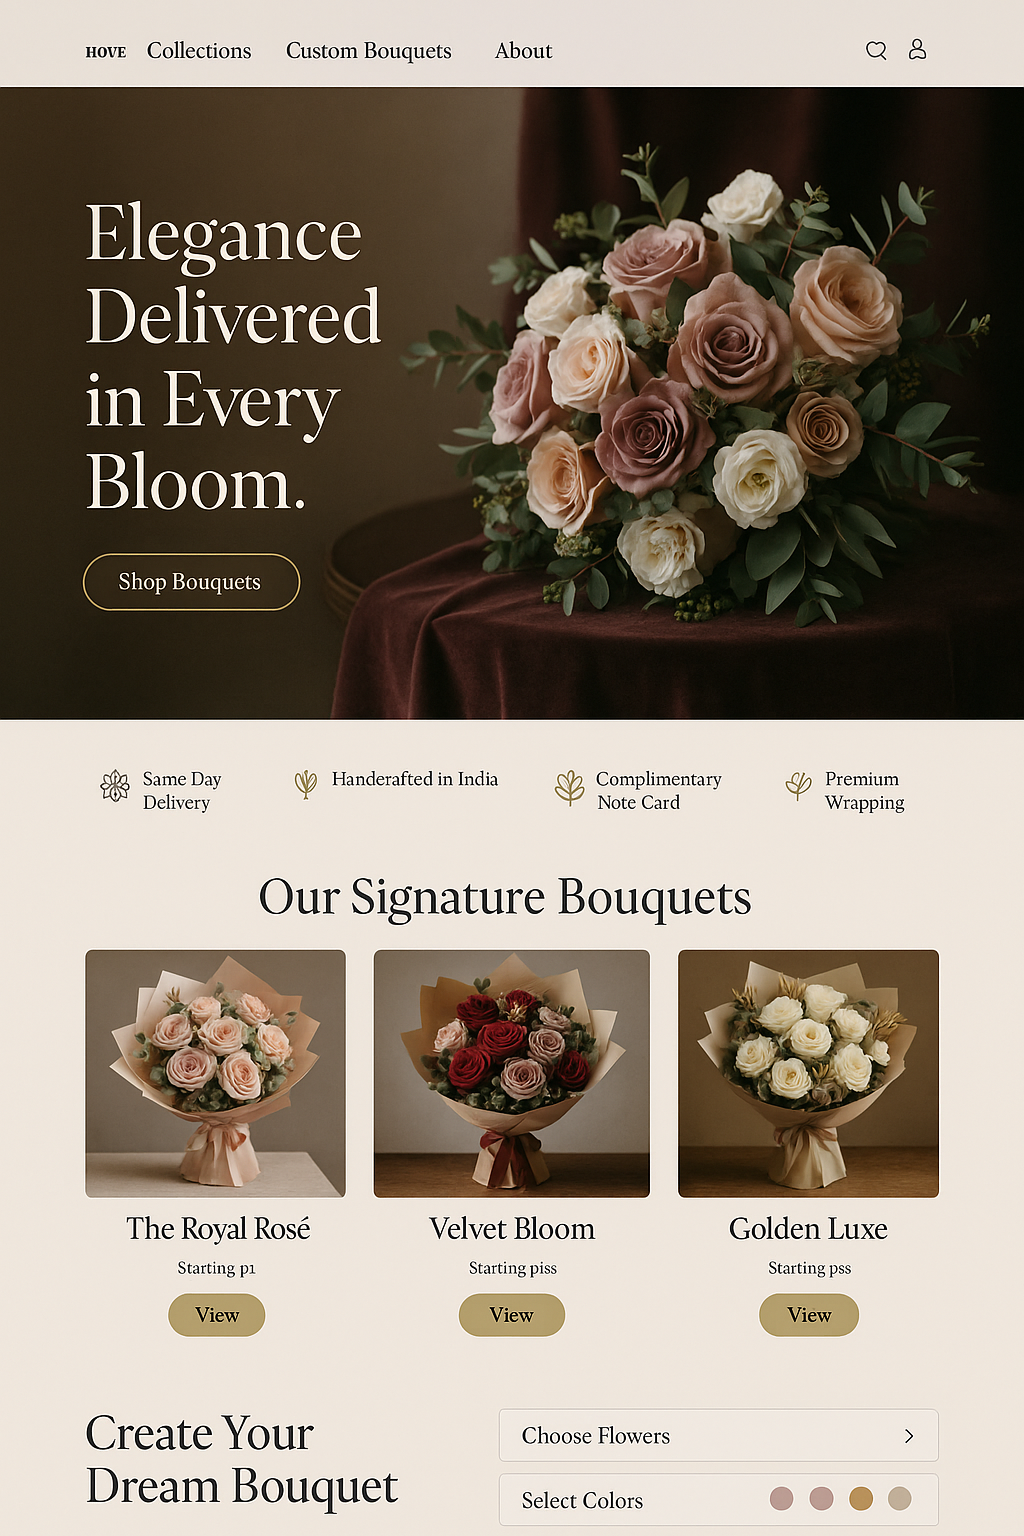 HOVE Collections Custom Bouquets About
Elegance
Delivered
in Every
Bloom.
Shop Bouquets
Same Day
Delivery
Handerafted in India
Complimentary
Note Card
Premium
Wrapping
Our Signature Bouquets
The Royal Rosé
Starting p1
View
Velvet Bloom
Starting piss
View
Golden Luxe
Starting pss
View
Create Your
Dream Bouquet
Choose Flowers
Select Colors